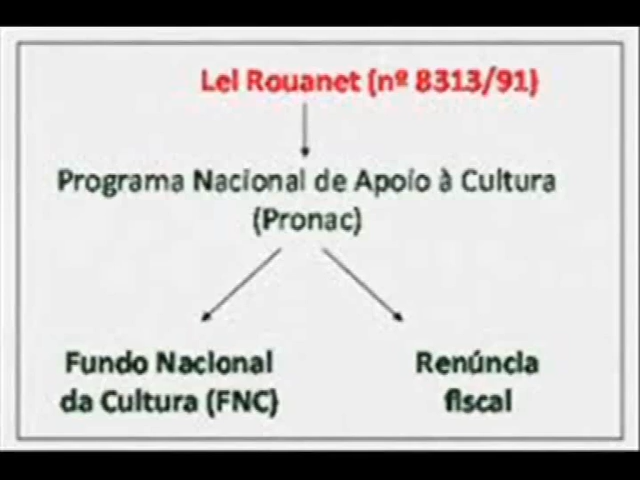 Lei Rouanet (nº 8313/91)
Programa Nacional de Apoio à Cultura
(Pronac)
Fundo Nacional
da Cultura (FNC)
Renúncia
fiscal